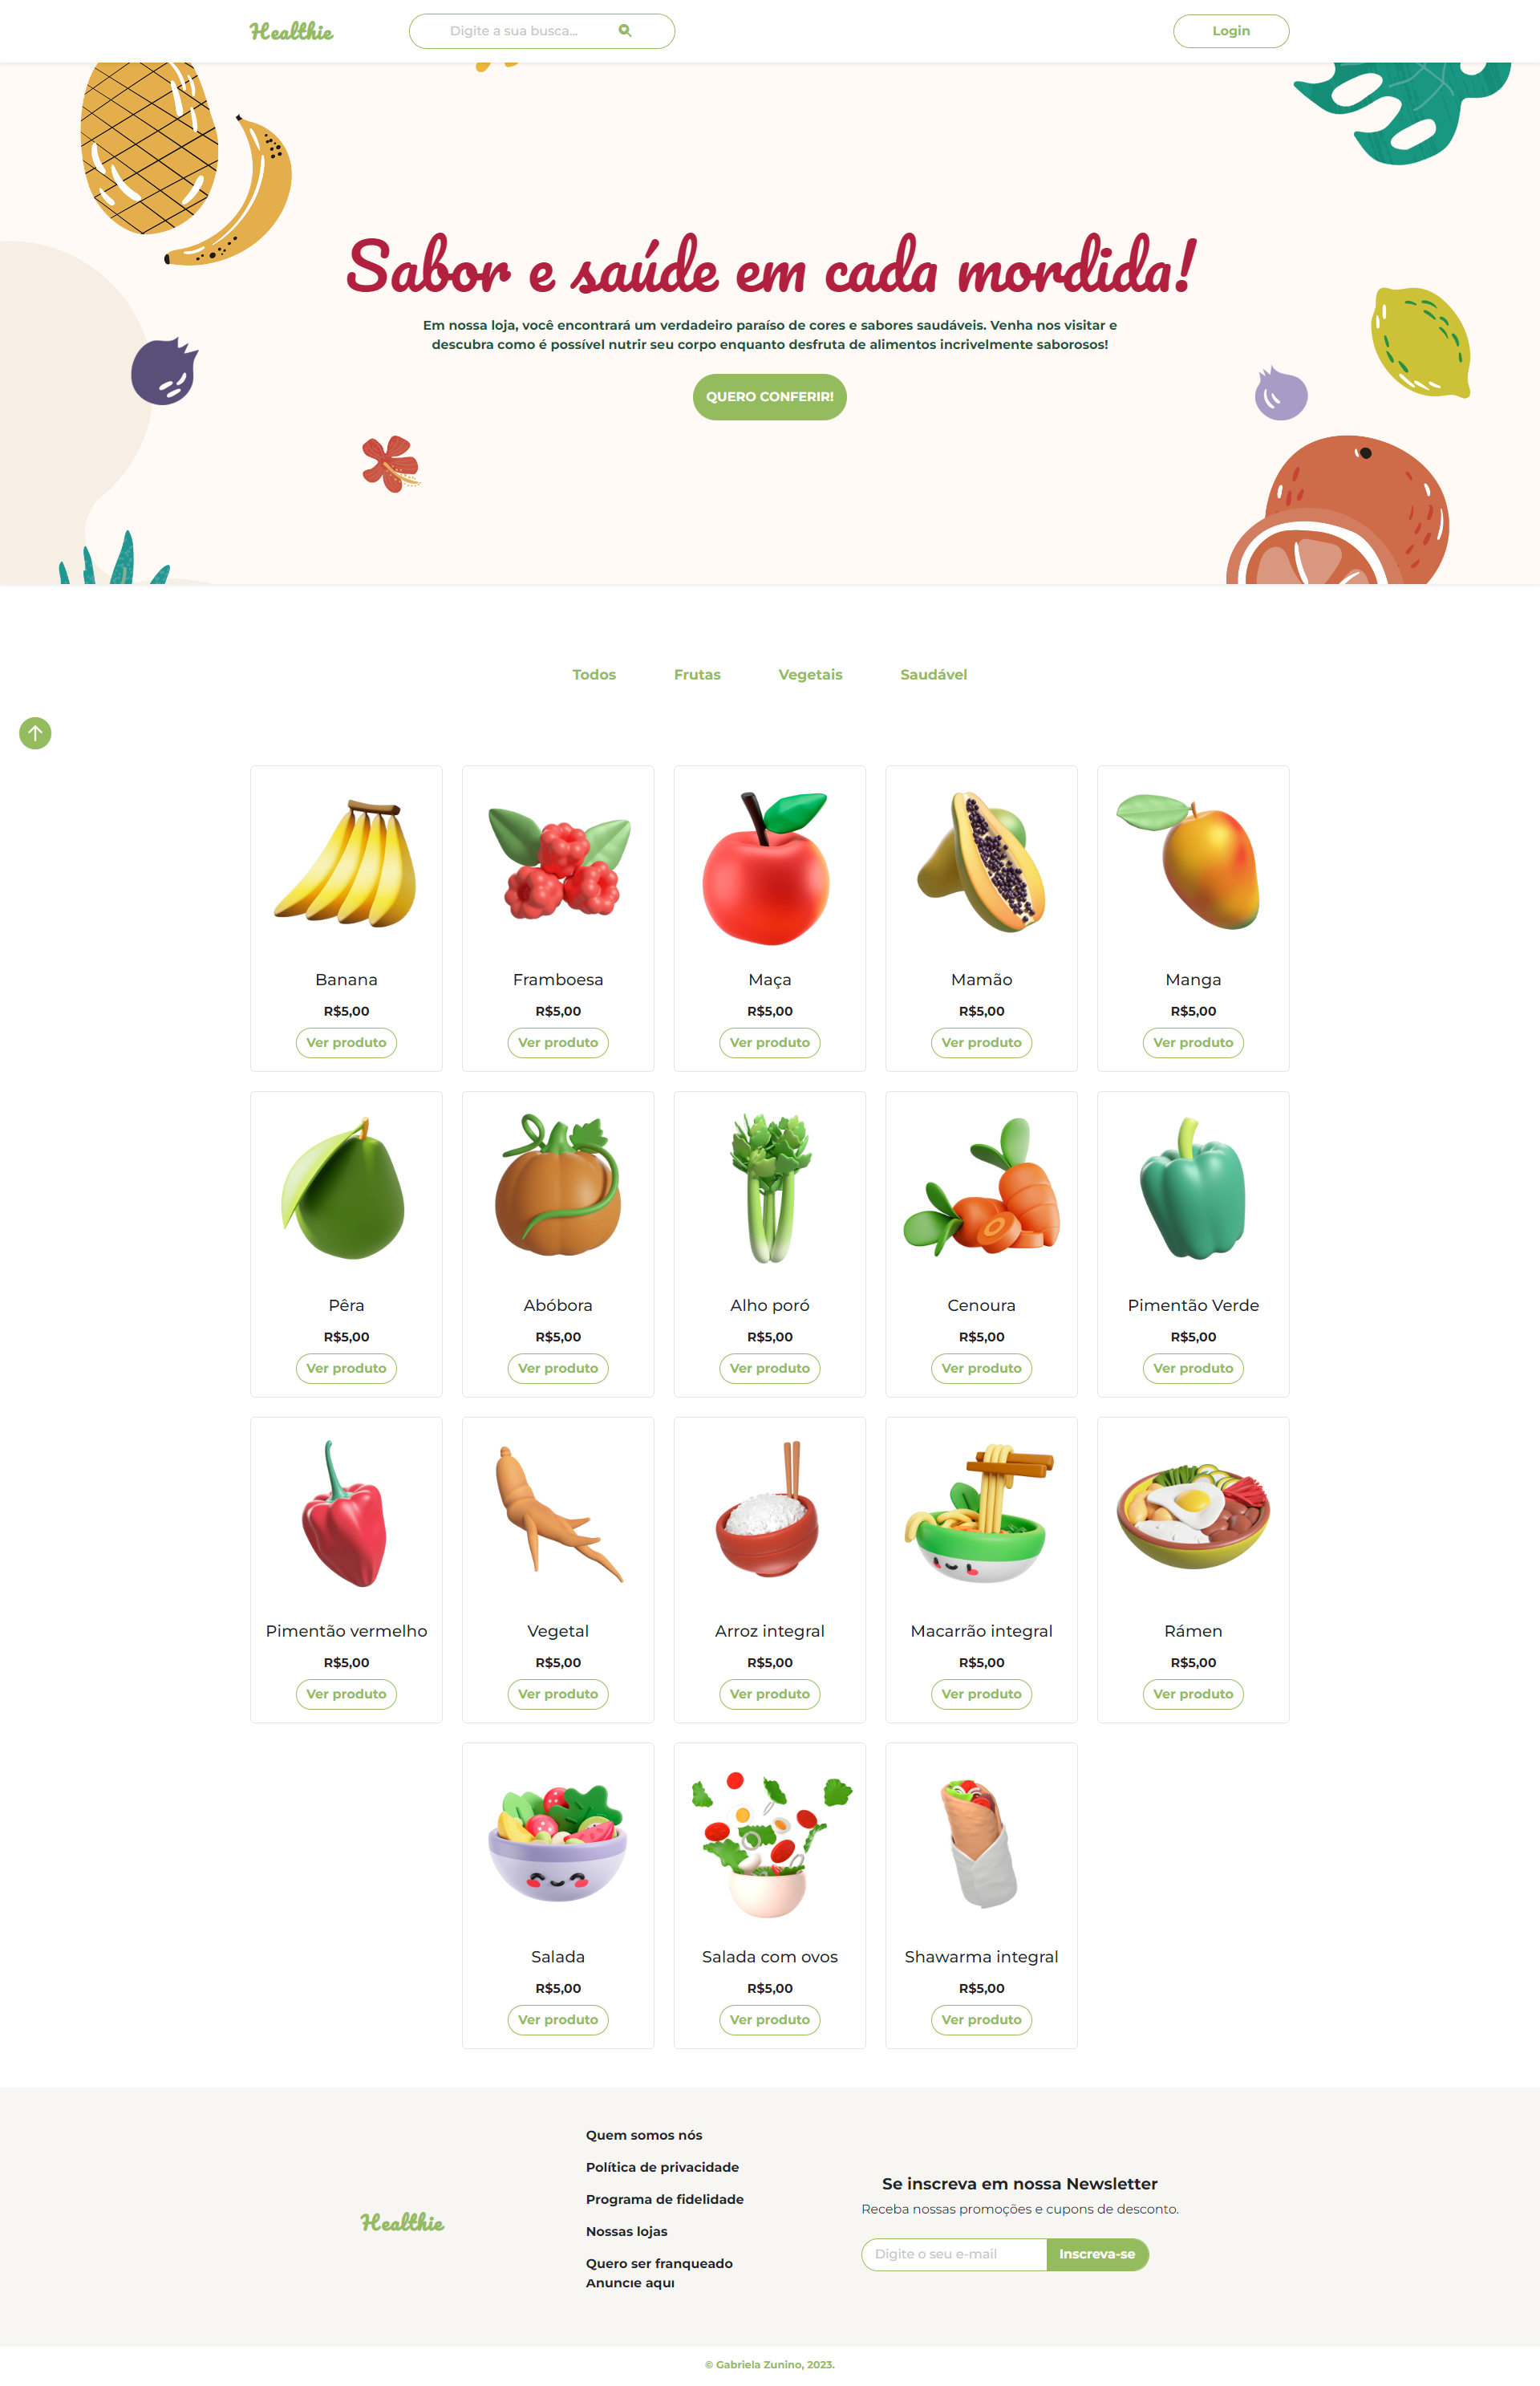 Healthie
Digite a sua busca...
Login
Sabor e saúde em cada mordida!
Em nossa loja, você encontrará um verdadeiro paraíso de cores e sabores saudáveis. Venha nos visitar e
descubra como é possível nutrir seu corpo enquanto desfruta de alimentos incrivelmente saborosos!
QUERO CONFERIR!
Todos Frutas Vegetais Saudável
Banana Framboesa Maça Mamão Manga
R$5,00 R$5,00 R$5,00 R$5,00 R$5,00
Ver produto Ver produto Ver produto Ver produto Ver produto
Pêra Abóbora Alho poró Cenoura Pimentão Verde
R$5,00 R$5,00 R$5,00 R$5,00 R$5,00
Ver produto Ver produto Ver produto Ver produto Ver produto
Pimentão vermelho Vegetal Arroz integral Macarrão integral Rámen
R$5,00 R$5,00 R$5,00 R$5,00 R$5,00
Ver produto Ver produto Ver produto Ver produto Ver produto
Salada Salada com ovos Shawarma integral
R$5,00 R$5,00 R$5,00
Ver produto Ver produto Ver produto
Healthie
Quem somos nós
Política de privacidade
Programa de fidelidade
Nossas lojas
Quero ser franqueado
Anuncie aqui
Se inscreva em nossa Newsletter
Receba nossas promoções e cupons de desconto.
Digite o seu e-mail
Inscreva-se
© Gabriela Zunino, 2023.